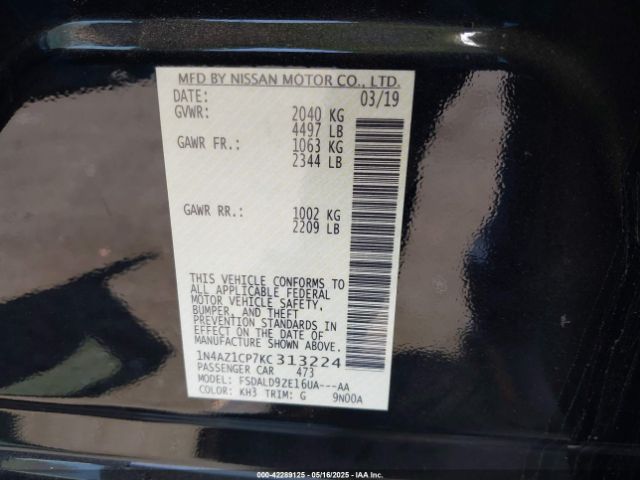 MFD BY NISSAN MOTOR CO., LTD.
DATE: 03/19
GVWR: 2040 KG
4497 LB
GAWR FR.: 1063 KG
2344 LB
GAWR RR.: 1002 KG
2209 LB
THIS VEHICLE CONFORMS TO
ALL APPLICABLE FEDERAL
MOTOR VEHICLE SAFETY,
BUMPER, AND THEFT
PREVENTION STANDARDS IN
EFFECT ON THE DATE OF
MANUFACTURE SHOWN ABOVE.
1N4AZ1CP7KC313224
PASSENGER CAR 473
MODEL: FSDALD9ZE16UA---AA
COLOR: KH3 TRIM: G 9N00A
000-42289125 - 05/16/2025 - IAA Inc.